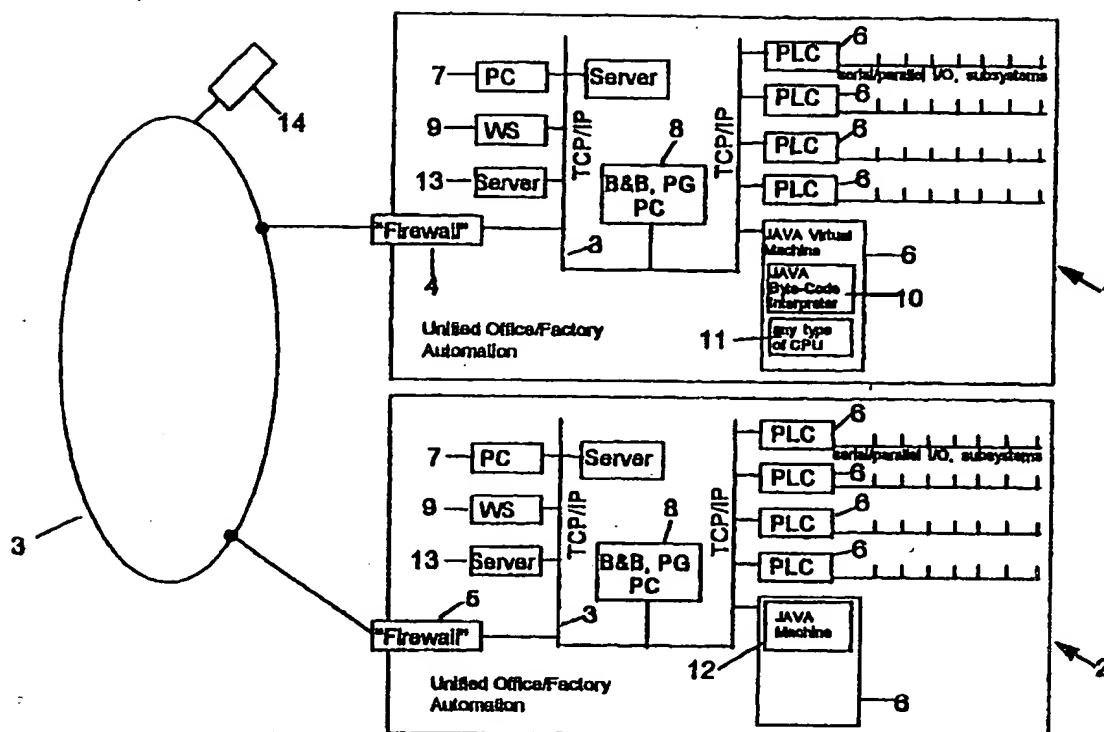 14
3
7
PC
Server
9
WS
13
Server
"Firewall"
4
TCP/IP
3
8
B&B, PG
PC
TCP/IP
PLC
6
serial/parallel I/O, subsystems
PLC
6
PLC
6
PLC
6
JAVA Virtual
Machine
6
JAVA
Byte-Code
Interpreter
10
11
any type
of CPU
Unified Office/Factory
Automation
7
PC
Server
9
WS
13
Server
5
"Firewall"
TCP/IP
3
8
B&B, PG
PC
TCP/IP
PLC
6
serial/parallel I/O, subsystems
PLC
6
PLC
6
PLC
6
JAVA
Machine
12
6
Unified Office/Factory
Automation
2